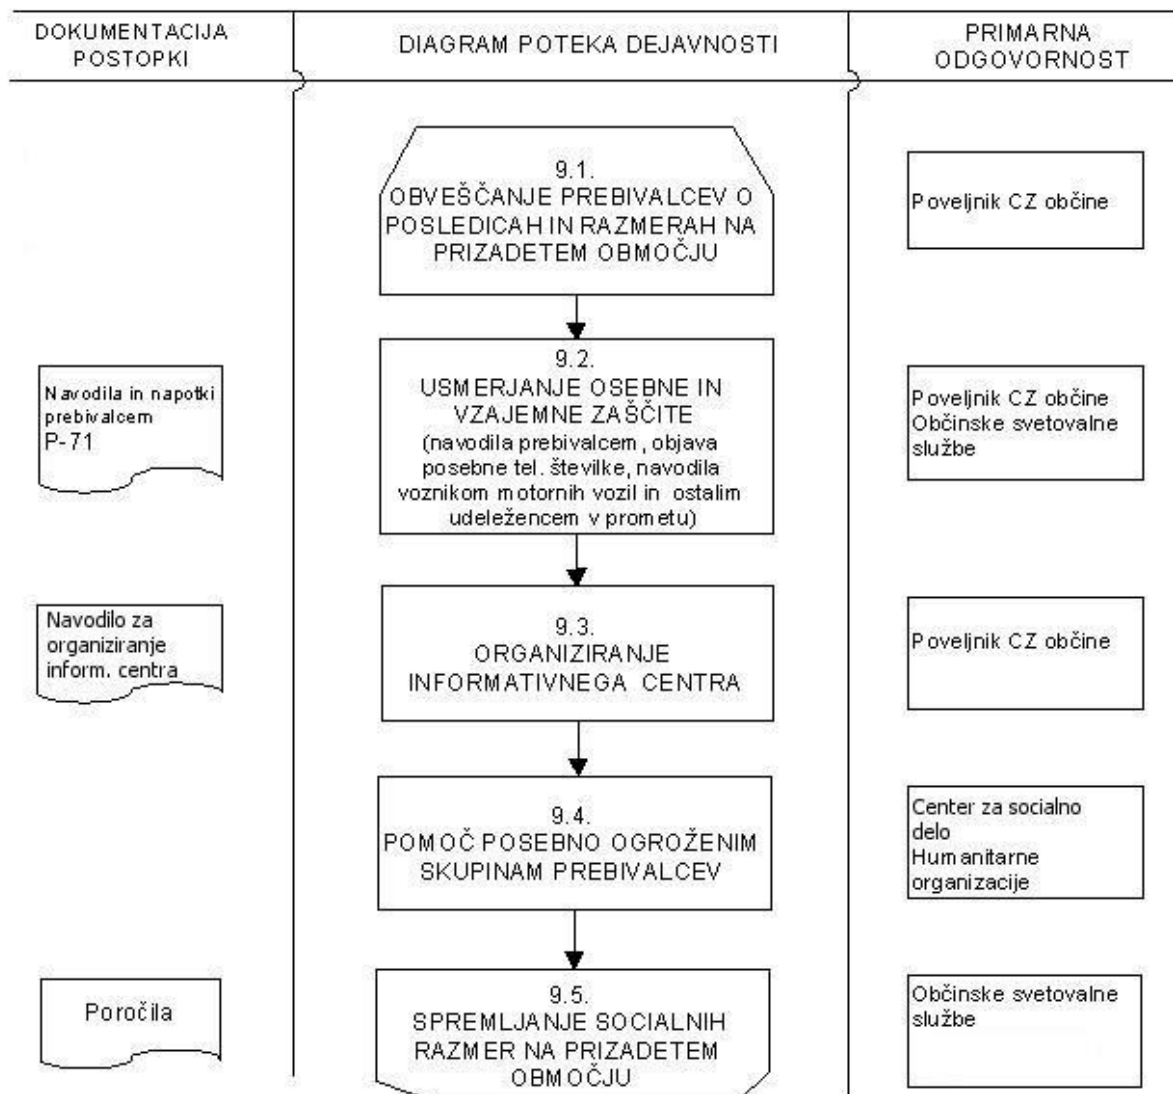 DOKUMENTACIJA
POSTOPKI
DIAGRAM POTEKA DEJAVNOSTI
PRIMARNA
ODGOVORNOST
9.1.
OBVEŠČANJE PREBIVALCEV O
POSLEDICAH IN RAZMERAH NA
PRIZADETEM OBMOČJU
Poveljnik CZ občine
Navodila in napotki
prebivalcem
P-71
9.2.
USMERJANJE OSEBNE IN
VZAJEMNE ZAŠČITE
(navodila prebivalcem, objava
posebne tel. številke, navodila
voznikom motornih vozil in ostalim
udeležencem v prometu)
Poveljnik CZ občine
Občinske svetovalne
službe
Navodilo za
organiziranje
inform. centra
9.3.
ORGANIZIRANJE
INFORMATIVNEGA CENTRA
Poveljnik CZ občine
9.4.
POMOČ POSEBNO OGROŽENIM
SKUPINAM PREBIVALCEV
Center za socialno
delo
Humanitarne
organizacije
Poročila
9.5.
SPREMLJANJE SOCIALNIH
RAZMER NA PRIZADETEM
OBMOČJU
Občinske svetovalne
službe